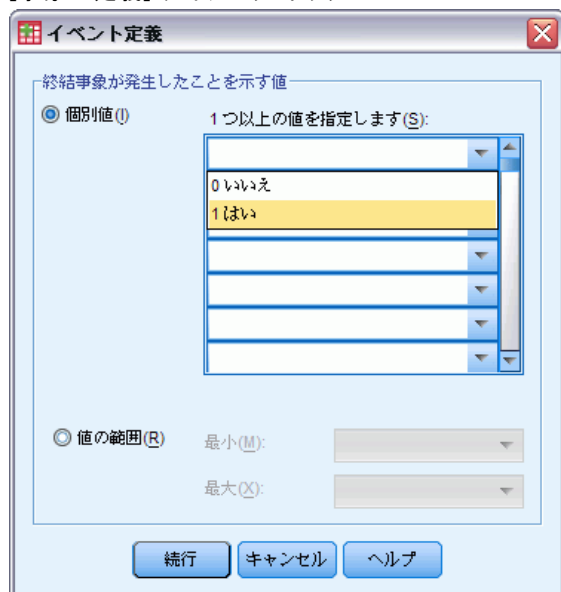 イベント定義
終結事象が発生したことを示す値
個別値(I)
1つ以上の値を指定します(S):
0 いいえ
1 はい
値の範囲(R)
最小(M):
最大(X):
続行 キャンセル ヘルプ